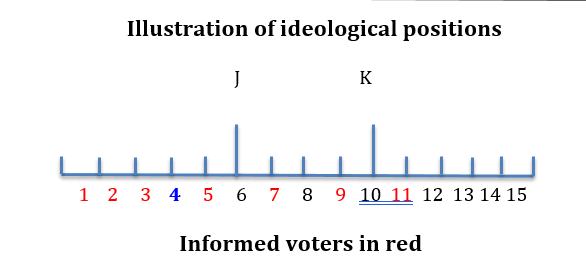 Illustration of ideological positions
J K
1 2 3 4 5 6 7 8 9 10 11 12 13 14 15
Informed voters in red